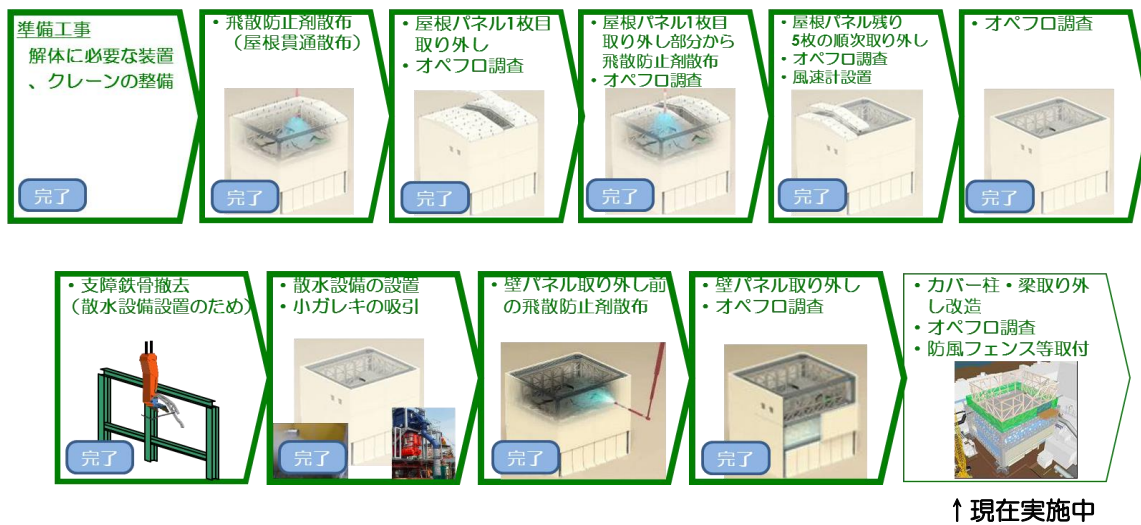 準備工事
解体に必要な装置
、クレーンの整備
完了
・飛散防止剤散布
（屋根貫通散布）
完了
・屋根パネル1枚目
取り外し
・オペフロ調査
完了
・屋根パネル1枚目
取り外し部分から
飛散防止剤散布
・オペフロ調査
完了
・屋根パネル残り
5枚の順次取り外し
・オペフロ調査
・風速計設置
完了
・オペフロ調査
完了
・支障鉄骨撤去
（散水設備設置のため）
完了
・散水設備の設置
・小ガレキの吸引
完了
・壁パネル取り外し前
の飛散防止剤散布
完了
・壁パネル取り外し
・オペフロ調査
完了
・カバー柱・梁取り外
し改造
・オペフロ調査
・防風フェンス等取付
↑現在実施中